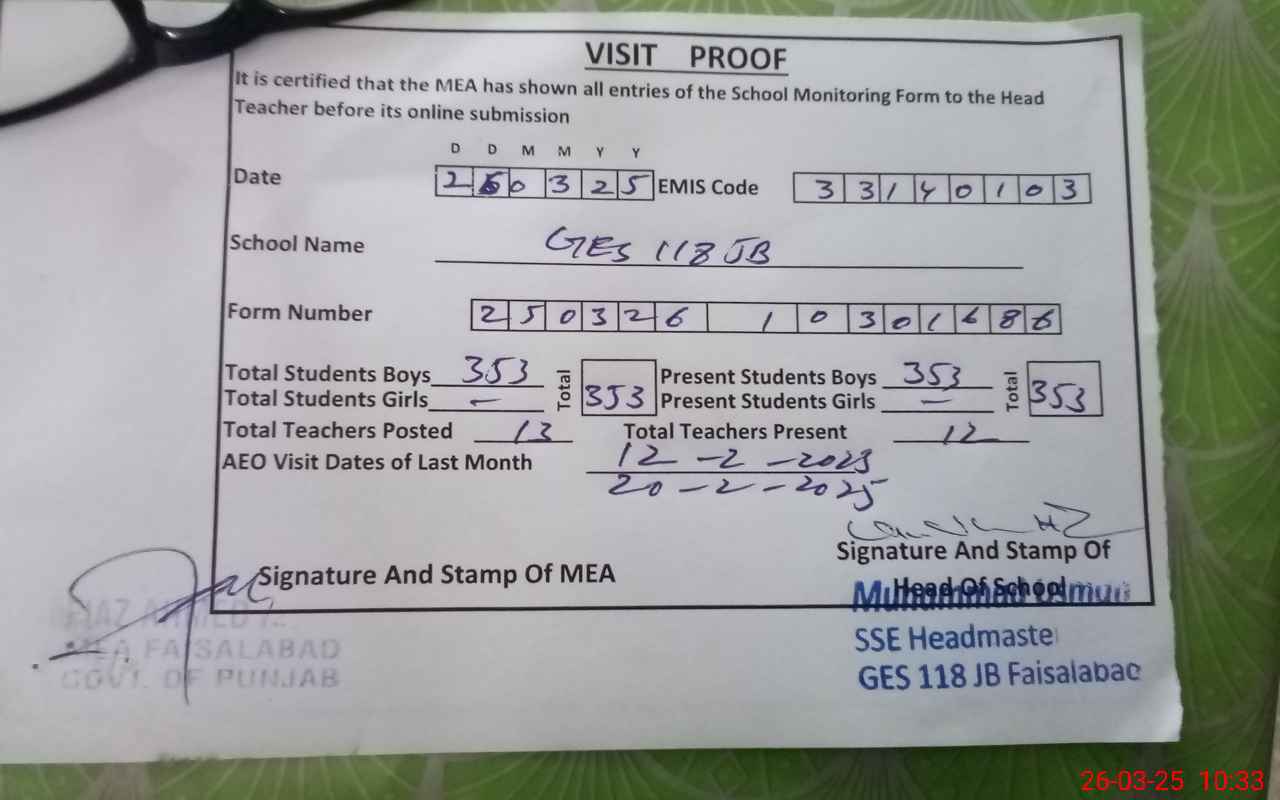 VISIT PROOF
It is certified that the MEA has shown all entries of the School Monitoring Form to the Head
Teacher before its online submission
D D M M Y Y
Date 2 6 0 3 2 5 EMIS Code 3 3 1 4 0 1 0 3
School Name GES 118 JB
Form Number 2 5 0 3 2 6 1 0 3 0 1 6 8 6
Total Students Boys 353 Total 353 Present Students Boys 353 Total 353
Total Students Girls — Present Students Girls —
Total Teachers Posted 13 Total Teachers Present 12
AEO Visit Dates of Last Month 12 - 2 - 2025
20 - 2 - 2025
Signature And Stamp Of MEA
Signature And Stamp Of
Head Of School
AHMED
MEA FAISALABAD
GOVT. OF PUNJAB
Muhammad
SSE Headmaste
GES 118 JB Faisalabad
26-03-25 10:33